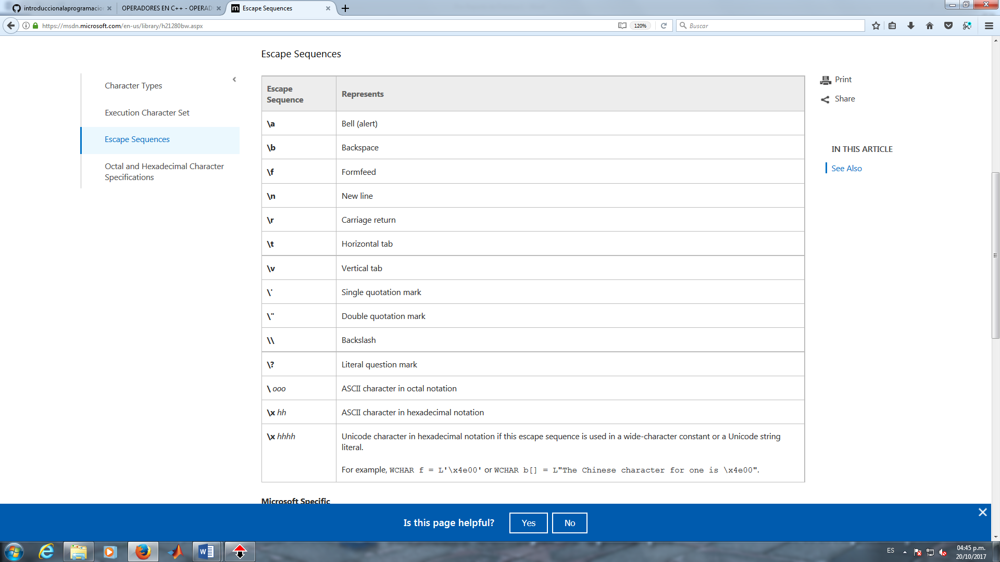 introduccionalaprogramacio
OPERADORES EN C++ - OPERAD
Escape Sequences
https://msdn.microsoft.com/en-us/library/h21280bw.aspx
120%
Buscar
Escape Sequences
Character Types
Execution Character Set
Escape Sequences
Octal and Hexadecimal Character
Specifications
Escape
Sequence
Represents
\a
Bell (alert)
\b
Backspace
\f
Formfeed
\n
New line
\r
Carriage return
\t
Horizontal tab
\v
Vertical tab
\'
Single quotation mark
\"
Double quotation mark
\\
Backslash
\?
Literal question mark
\ ooo
ASCII character in octal notation
\x hh
ASCII character in hexadecimal notation
\x hhhh
Unicode character in hexadecimal notation if this escape sequence is used in a wide-character constant or a Unicode string
literal.
For example, WCHAR f = L'\x4e00' or WCHAR b[] = L"The Chinese character for one is \x4e00".
Print
Share
IN THIS ARTICLE
See Also
Microsoft Specific
Is this page helpful?
Yes
No
ES
04:45 p.m.
20/10/2017